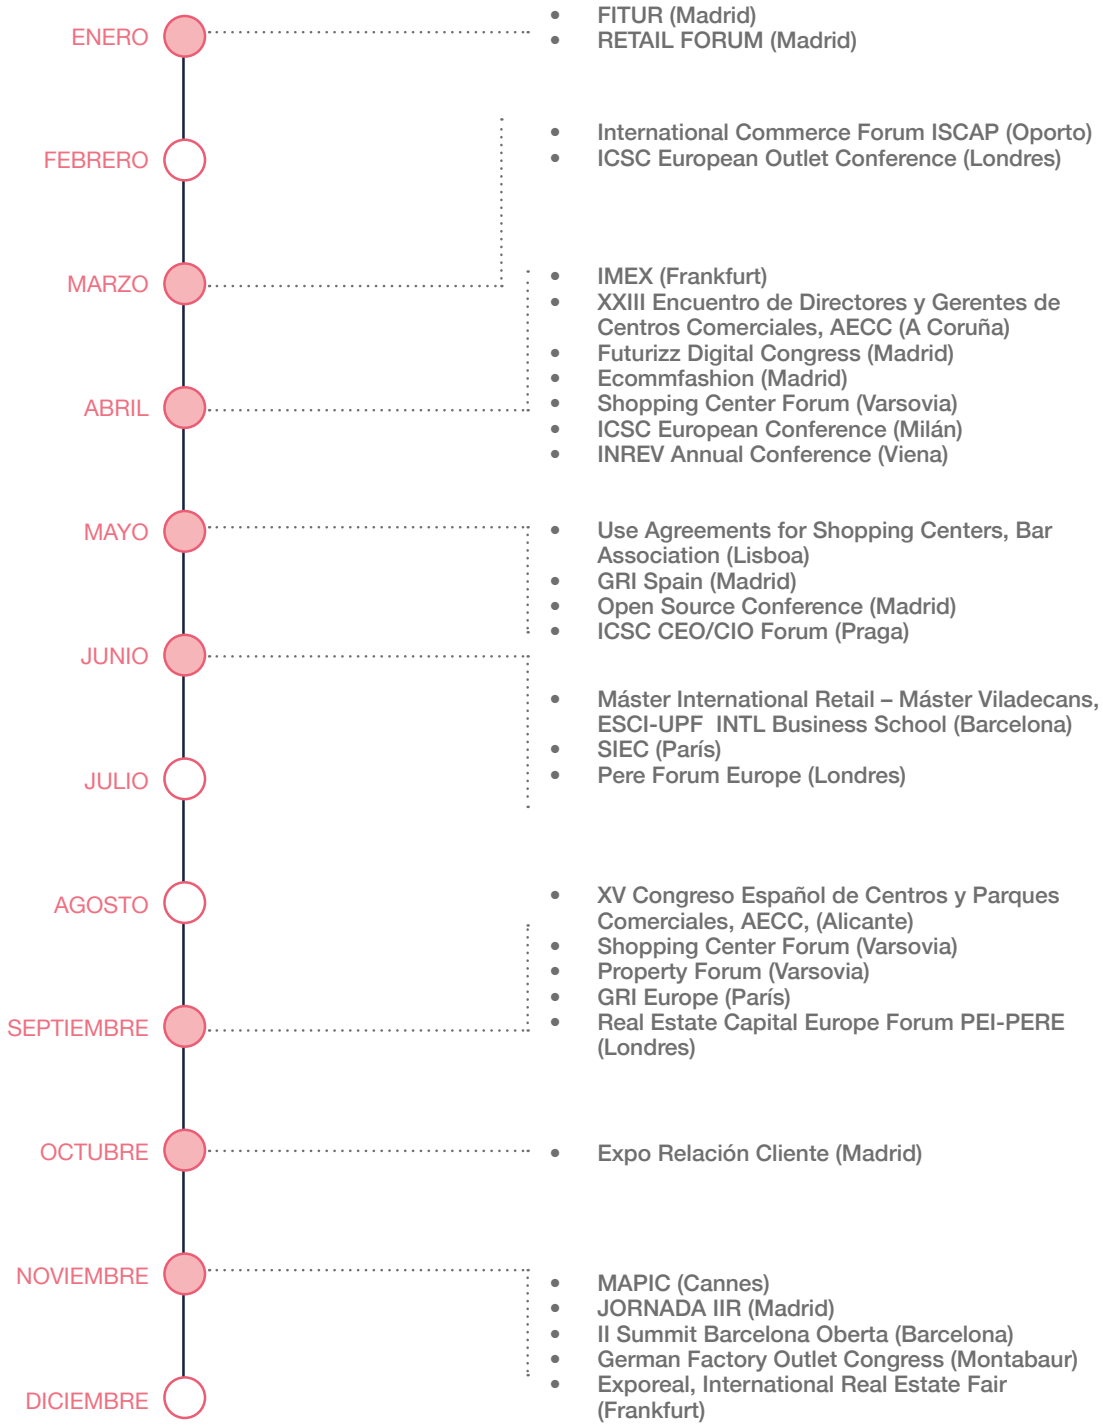 ENERO
• FITUR (Madrid)
• RETAIL FORUM (Madrid)
FEBRERO
• International Commerce Forum ISCAP (Oporto)
• ICSC European Outlet Conference (Londres)
MARZO
• IMEX (Frankfurt)
• XXIII Encuentro de Directores y Gerentes de
Centros Comerciales, AECC (A Coruña)
• Futurizz Digital Congress (Madrid)
• Ecommfashion (Madrid)
ABRIL
• Shopping Center Forum (Varsovia)
• ICSC European Conference (Milán)
• INREV Annual Conference (Viena)
MAYO
• Use Agreements for Shopping Centers, Bar
Association (Lisboa)
• GRI Spain (Madrid)
• Open Source Conference (Madrid)
• ICSC CEO/CIO Forum (Praga)
JUNIO
• Máster International Retail – Máster Viladecans,
ESCI-UPF INTL Business School (Barcelona)
• SIEC (París)
• Pere Forum Europe (Londres)
JULIO
AGOSTO
• XV Congreso Español de Centros y Parques
Comerciales, AECC, (Alicante)
• Shopping Center Forum (Varsovia)
• Property Forum (Varsovia)
• GRI Europe (París)
• Real Estate Capital Europe Forum PEI-PERE
(Londres)
SEPTIEMBRE
OCTUBRE
• Expo Relación Cliente (Madrid)
NOVIEMBRE
• MAPIC (Cannes)
• JORNADA IIR (Madrid)
• II Summit Barcelona Oberta (Barcelona)
• German Factory Outlet Congress (Montabaur)
• Exporeal, International Real Estate Fair
(Frankfurt)
DICIEMBRE